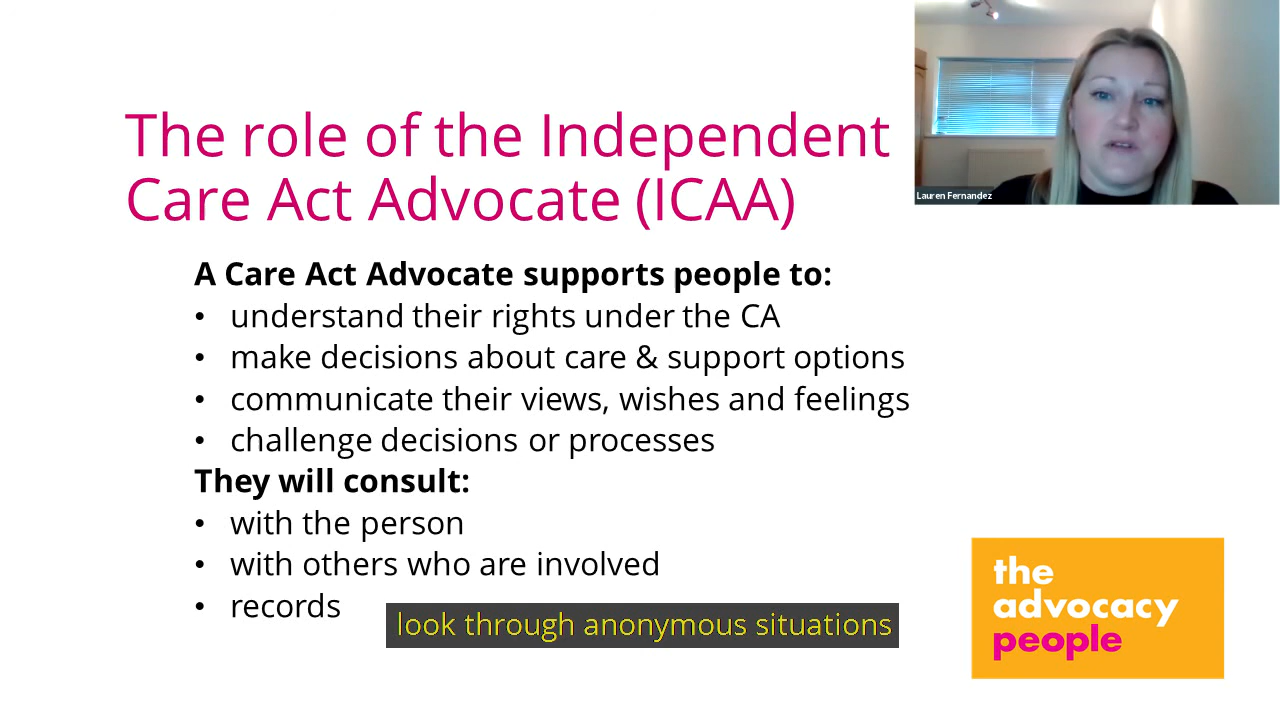 The role of the Independent
Care Act Advocate (ICAA)
Lauren Fernandez
A Care Act Advocate supports people to:
• understand their rights under the CA
• make decisions about care & support options
• communicate their views, wishes and feelings
• challenge decisions or processes
They will consult:
• with the person
• with others who are involved
• records
look through anonymous situations
the
advocacy
people